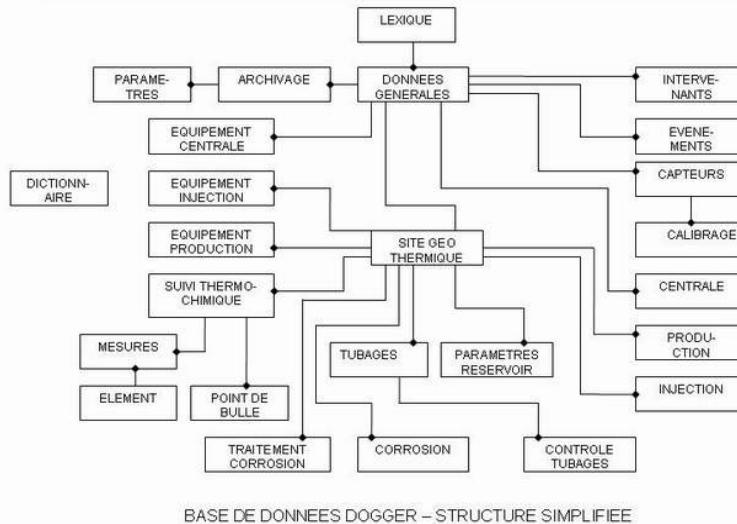 LEXIQUE
PARAME-
TRES
ARCHIVAGE
DONNEES
GENERALES
INTERVE-
NANTS
EQUIPEMENT
CENTRALE
EVENE-
MENTS
DICTIONN-
AIRE
EQUIPEMENT
INJECTION
CAPTEURS
EQUIPEMENT
PRODUCTION
SITE GEO
THERMIQUE
CALIBRAGE
SUIVI THERMO-
CHIMIQUE
CENTRALE
MESURES
TUBAGES
PARAMETRES
RESERVOIR
PRODU-
CTION
ELEMENT
POINT DE
BULLE
INJECTION
TRAITEMENT
CORROSION
CORROSION
CONTROLE
TUBAGES
BASE DE DONNEES DOGGER – STRUCTURE SIMPLIFIEE